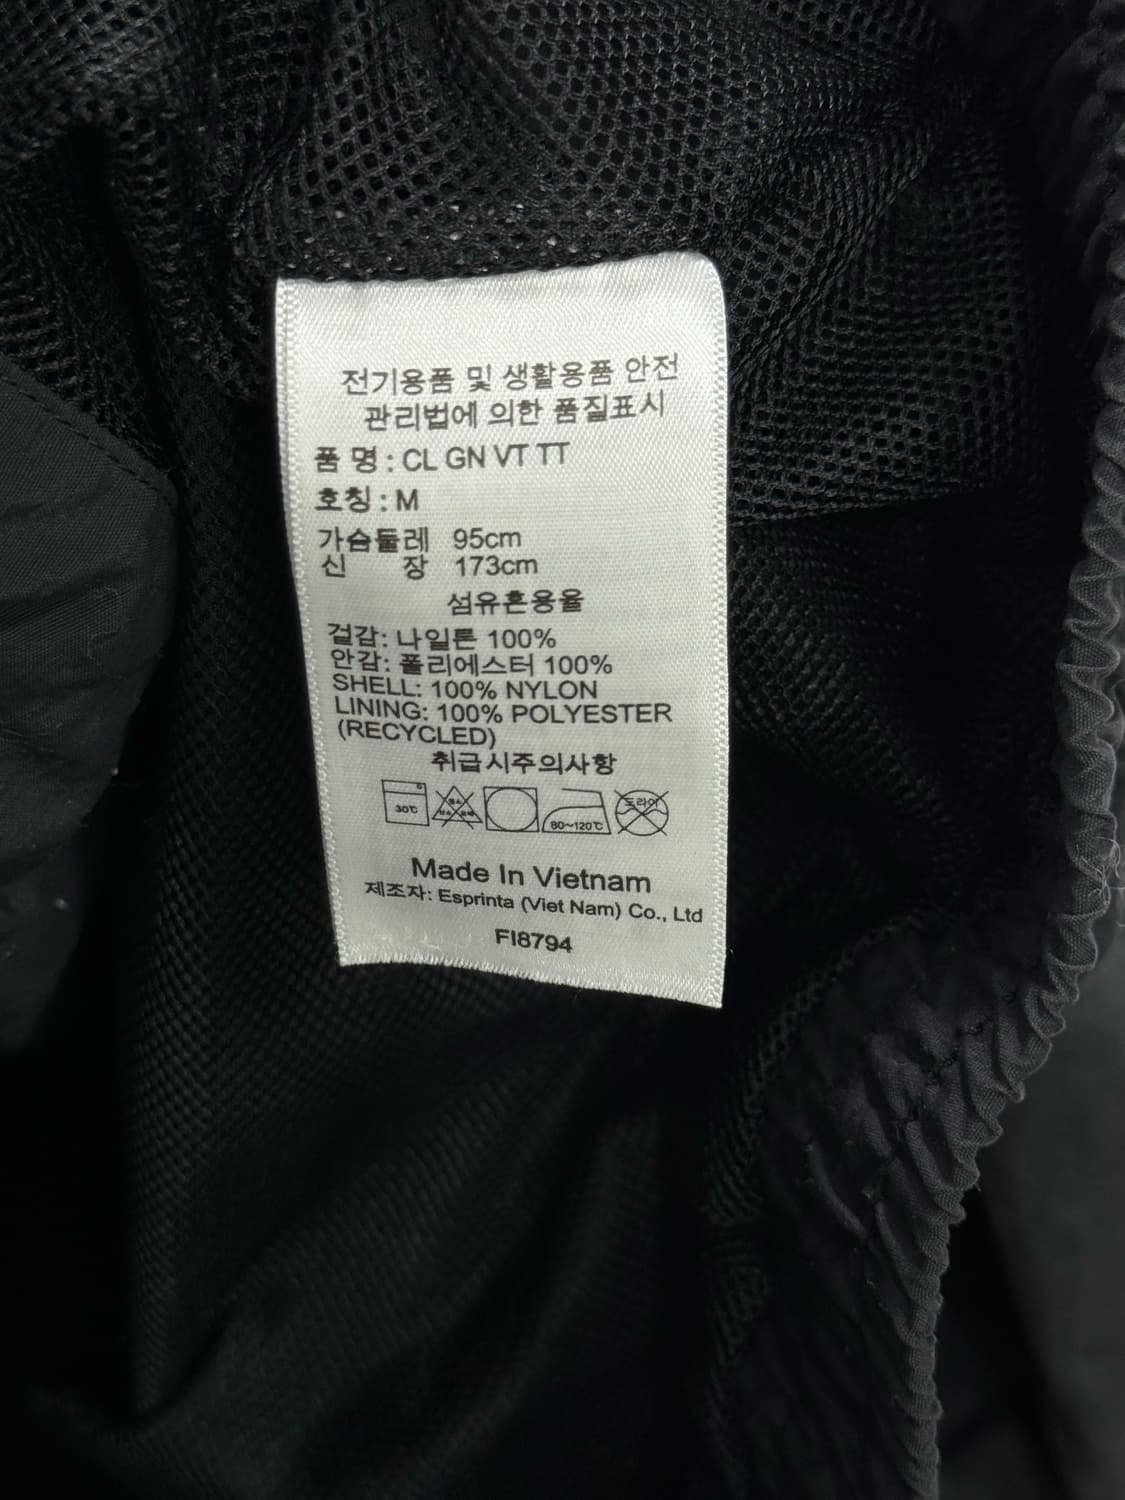 전기용품 및 생활용품 안전
관리법에 의한 품질표시
품 명 : CL GN VT TT
호칭 : M
가슴둘레 95cm
신 장 173cm
섬유혼용율
겉감: 나일론 100%
안감: 폴리에스터 100%
SHELL: 100% NYLON
LINING: 100% POLYESTER
(RECYCLED)
취급시주의사항
30℃
80~120℃ 드라이
Made In Vietnam
제조자: Esprinta (Viet Nam) Co., Ltd
FI8794